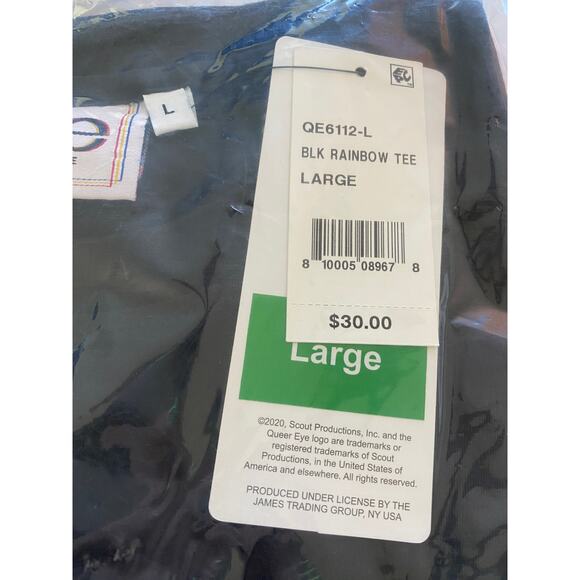 L
E
QE6112-L
BLK RAINBOW TEE
LARGE
8 10005 08967 8
$30.00
Large
©2020, Scout Productions, Inc. and the
Queer Eye logo are trademarks or
registered trademarks of Scout
Productions, in the United States of
America and elsewhere. All rights reserved.
PRODUCED UNDER LICENSE BY THE
JAMES TRADING GROUP, NY USA